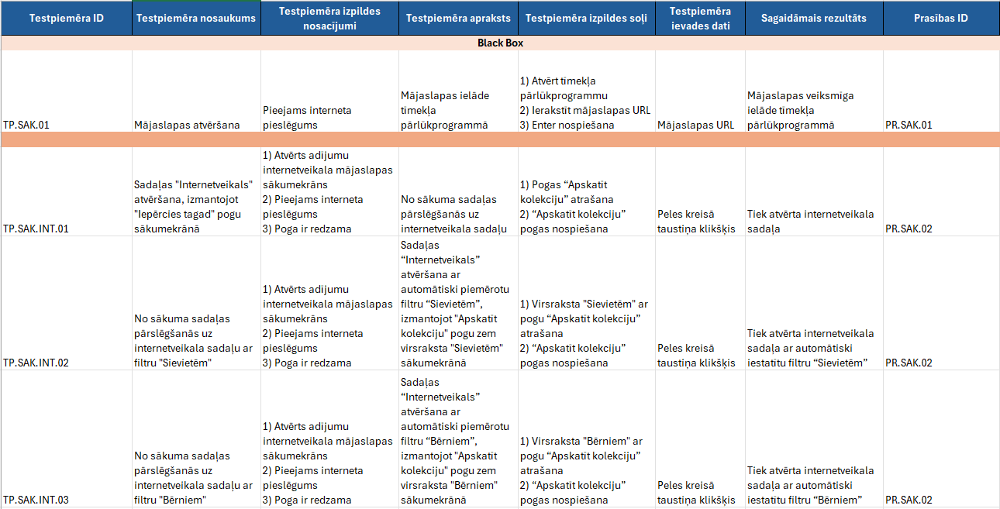 Testpiemēra ID
Testpiemēra nosaukums
Testpiemēra izpildes
nosacījumi
Testpiemēra apraksts
Testpiemēra izpildes soļi
Testpiemēra
ievades dati
Sagaidāmais rezultāts
Prasības ID
Black Box
TP.SAK.01
Mājaslapas atvēršana
Pieejams interneta
pieslēgums
Mājaslapas ielāde
tīmekļa
pārlūkprogrammā
1) Atvērt tīmekļa
pārlūkprogrammu
2) Ierakstīt mājaslapas URL
3) Enter nospiešana
Mājaslapas URL
Mājaslapas veiksmīga
ielāde tīmekļa
pārlūkprogrammā
PR.SAK.01
TP.SAK.INT.01
Sadaļas "Internetveikals"
atvēršana, izmantojot
"Iepērcies tagad" pogu
sākumekrānā
1) Atvērts adījumu
internetveikala mājaslapas
sākumekrāns
2) Pieejams interneta
pieslēgums
3) Poga ir redzama
No sākuma sadaļas
pārslēgšanās uz
internetveikala sadaļu
1) Pogas “Apskatīt
kolekciju” atrašana
2) “Apskatīt kolekciju”
pogas nospiešana
Peles kreisā
taustiņa klikšķis
Tiek atvērta internetveikala
sadaļa
PR.SAK.02
TP.SAK.INT.02
No sākuma sadaļas
pārslēgšanās uz
internetveikala sadaļu ar
filtru "Sievietēm"
1) Atvērts adījumu
internetveikala mājaslapas
sākumekrāns
2) Pieejams interneta
pieslēgums
3) Poga ir redzama
Sadaļas
“Internetveikals”
atvēršana ar
automātiski piemērotu
filtru “Sievietēm”,
izmantojot "Apskatīt
kolekciju" pogu zem
virsraksta "Sievietēm"
sākumekrānā
1) Virsraksta "Sievietēm" ar
pogu “Apskatīt kolekciju”
atrašana
2) “Apskatīt kolekciju”
pogas nospiešana
Peles kreisā
taustiņa klikšķis
Tiek atvērta internetveikala
sadaļa ar automātiski
iestatītu filtru “Sievietēm”
PR.SAK.02
TP.SAK.INT.03
No sākuma sadaļas
pārslēgšanās uz
internetveikala sadaļu ar
filtru "Bērniem"
1) Atvērts adījumu
internetveikala mājaslapas
sākumekrāns
2) Pieejams interneta
pieslēgums
3) Poga ir redzama
Sadaļas
“Internetveikals”
atvēršana ar
automātiski piemērotu
filtru “Bērniem”,
izmantojot "Apskatīt
kolekciju" pogu zem
virsraksta "Bērniem"
sākumekrānā
1) Virsraksta "Bērniem" ar
pogu “Apskatīt kolekciju”
atrašana
2) “Apskatīt kolekciju”
pogas nospiešana
Peles kreisā
taustiņa klikšķis
Tiek atvērta internetveikala
sadaļa ar automātiski
iestatītu filtru “Bērniem”
PR.SAK.02